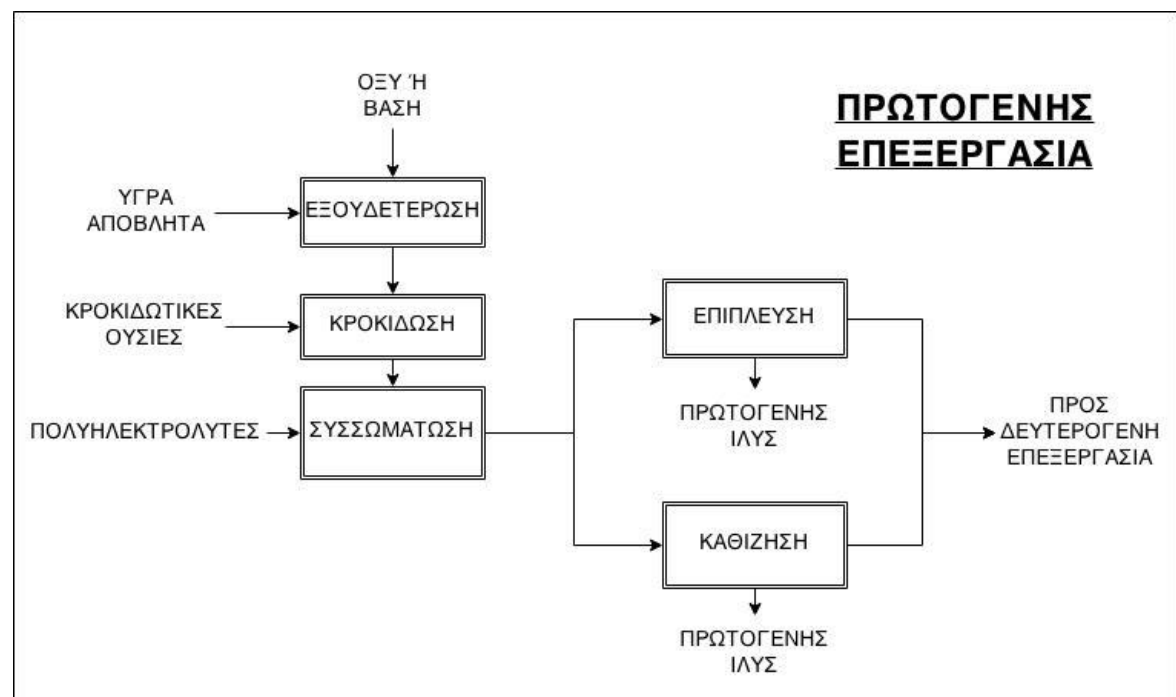 ΠΡΩΤΟΓΕΝΗΣ
ΕΠΕΞΕΡΓΑΣΙΑ
ΟΞΥ Ή
ΒΑΣΗ
ΥΓΡΑ
ΑΠΟΒΛΗΤΑ
ΕΞΟΥΔΕΤΕΡΩΣΗ
ΚΡΟΚΙΔΩΤΙΚΕΣ
ΟΥΣΙΕΣ
ΚΡΟΚΙΔΩΣΗ
ΠΟΛΥΗΛΕΚΤΡΟΛΥΤΕΣ
ΣΥΣΣΩΜΑΤΩΣΗ
ΕΠΙΠΛΕΥΣΗ
ΠΡΩΤΟΓΕΝΗΣ
ΙΛΥΣ
ΚΑΘΙΖΗΣΗ
ΠΡΩΤΟΓΕΝΗΣ
ΙΛΥΣ
ΠΡΟΣ
ΔΕΥΤΕΡΟΓΕΝΗ
ΕΠΕΞΕΡΓΑΣΙΑ